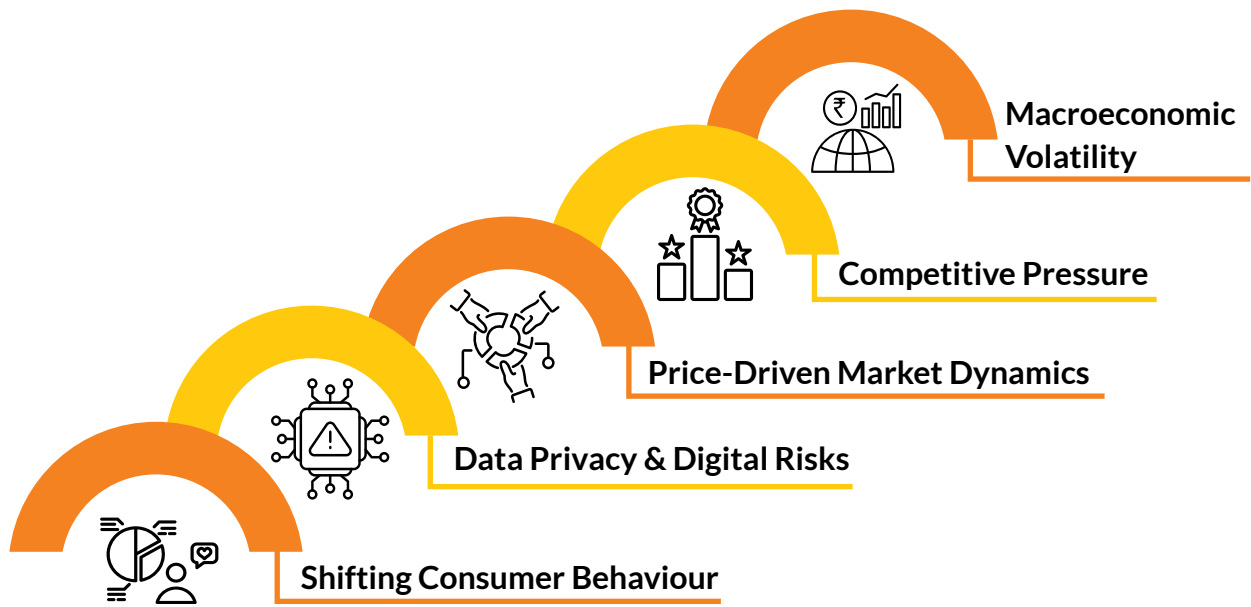 ₹
Macroeconomic
Volatility
Competitive Pressure
Price-Driven Market Dynamics
Data Privacy & Digital Risks
Shifting Consumer Behaviour